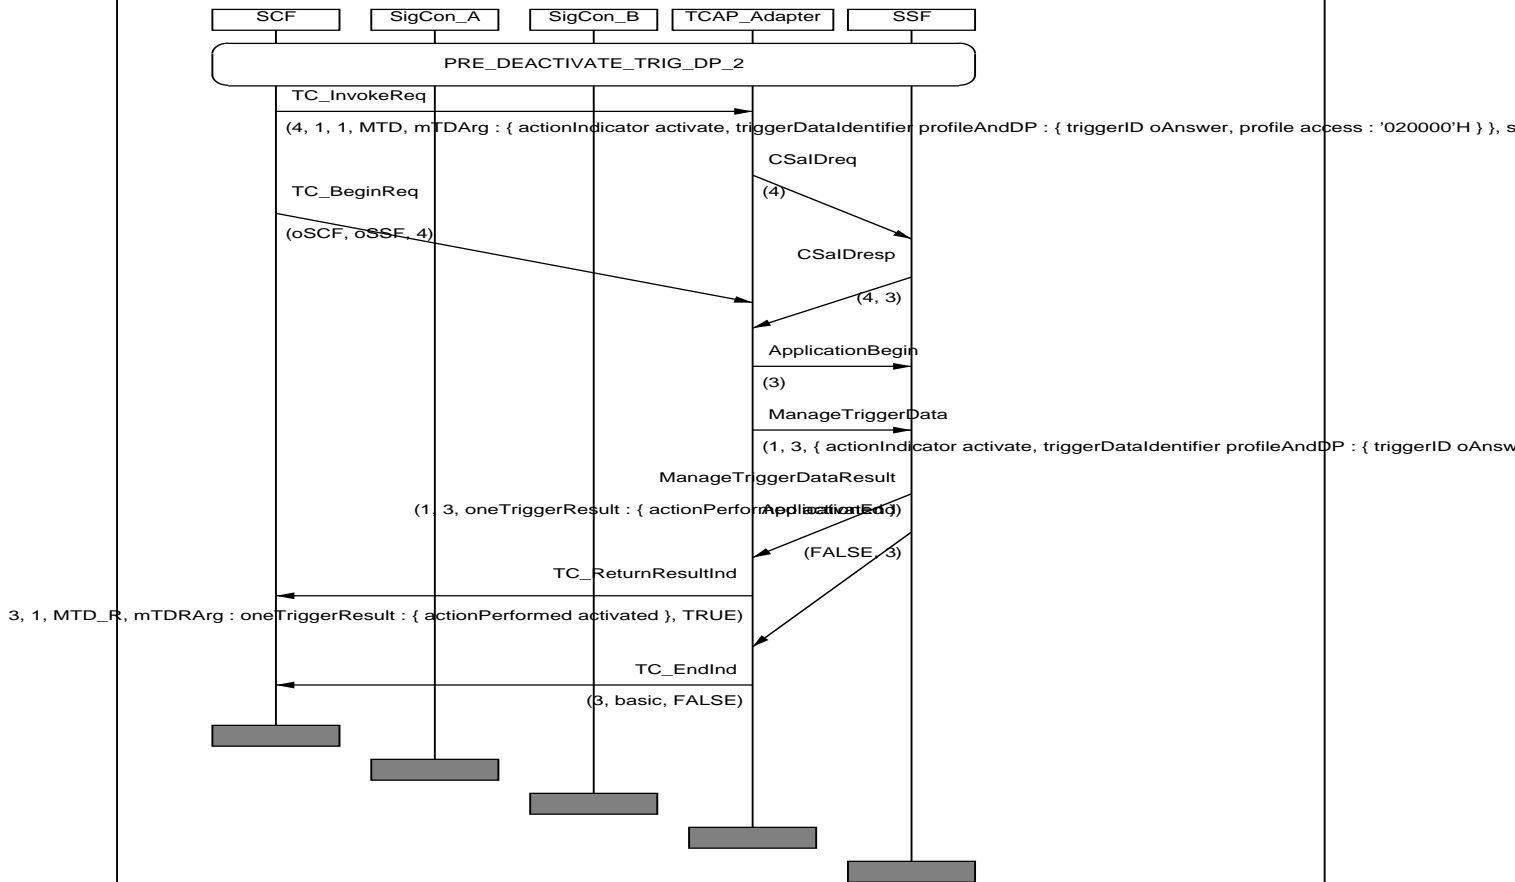 SCF SigCon_A SigCon_B TCAP_Adapter SSF
PRE_DEACTIVATE_TRIG_DP_2
TC_InvokeReq
(4, 1, 1, MTD, mTDArg : { actionIndicator activate, triggerDataIdentifier profileAndDP : { triggerID oAnswer, profile access : '020000'H } }, s
CSaIDreq
TC_BeginReq
(4)
(oSCF, oSSF, 4)
CSaIDresp
(4, 3)
ApplicationBegin
(3)
ManageTriggerData
(1, 3, { actionIndicator activate, triggerDataIdentifier profileAndDP : { triggerID oAnsw
ManageTriggerDataResult
(1, 3, oneTriggerResult : { actionPerformed activated })
ApplicationEnd
(FALSE, 3)
TC_ReturnResultInd
3, 1, MTD_R, mTDRArg : oneTriggerResult : { actionPerformed activated }, TRUE)
TC_EndInd
(3, basic, FALSE)